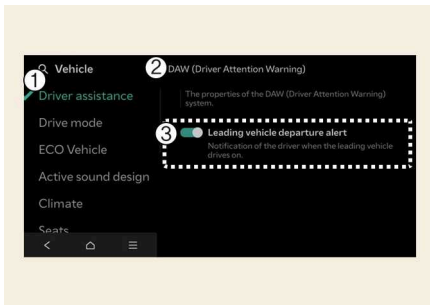 Vehicle
1
Driver assistance
Drive mode
ECO Vehicle
Active sound design
Climate
Seats
2 DAW (Driver Attention Warning)
The properties of the DAW (Driver Attention Warning)
system.
3 Leading vehicle departure alert
Notification of the driver when the leading vehicle
drives on.